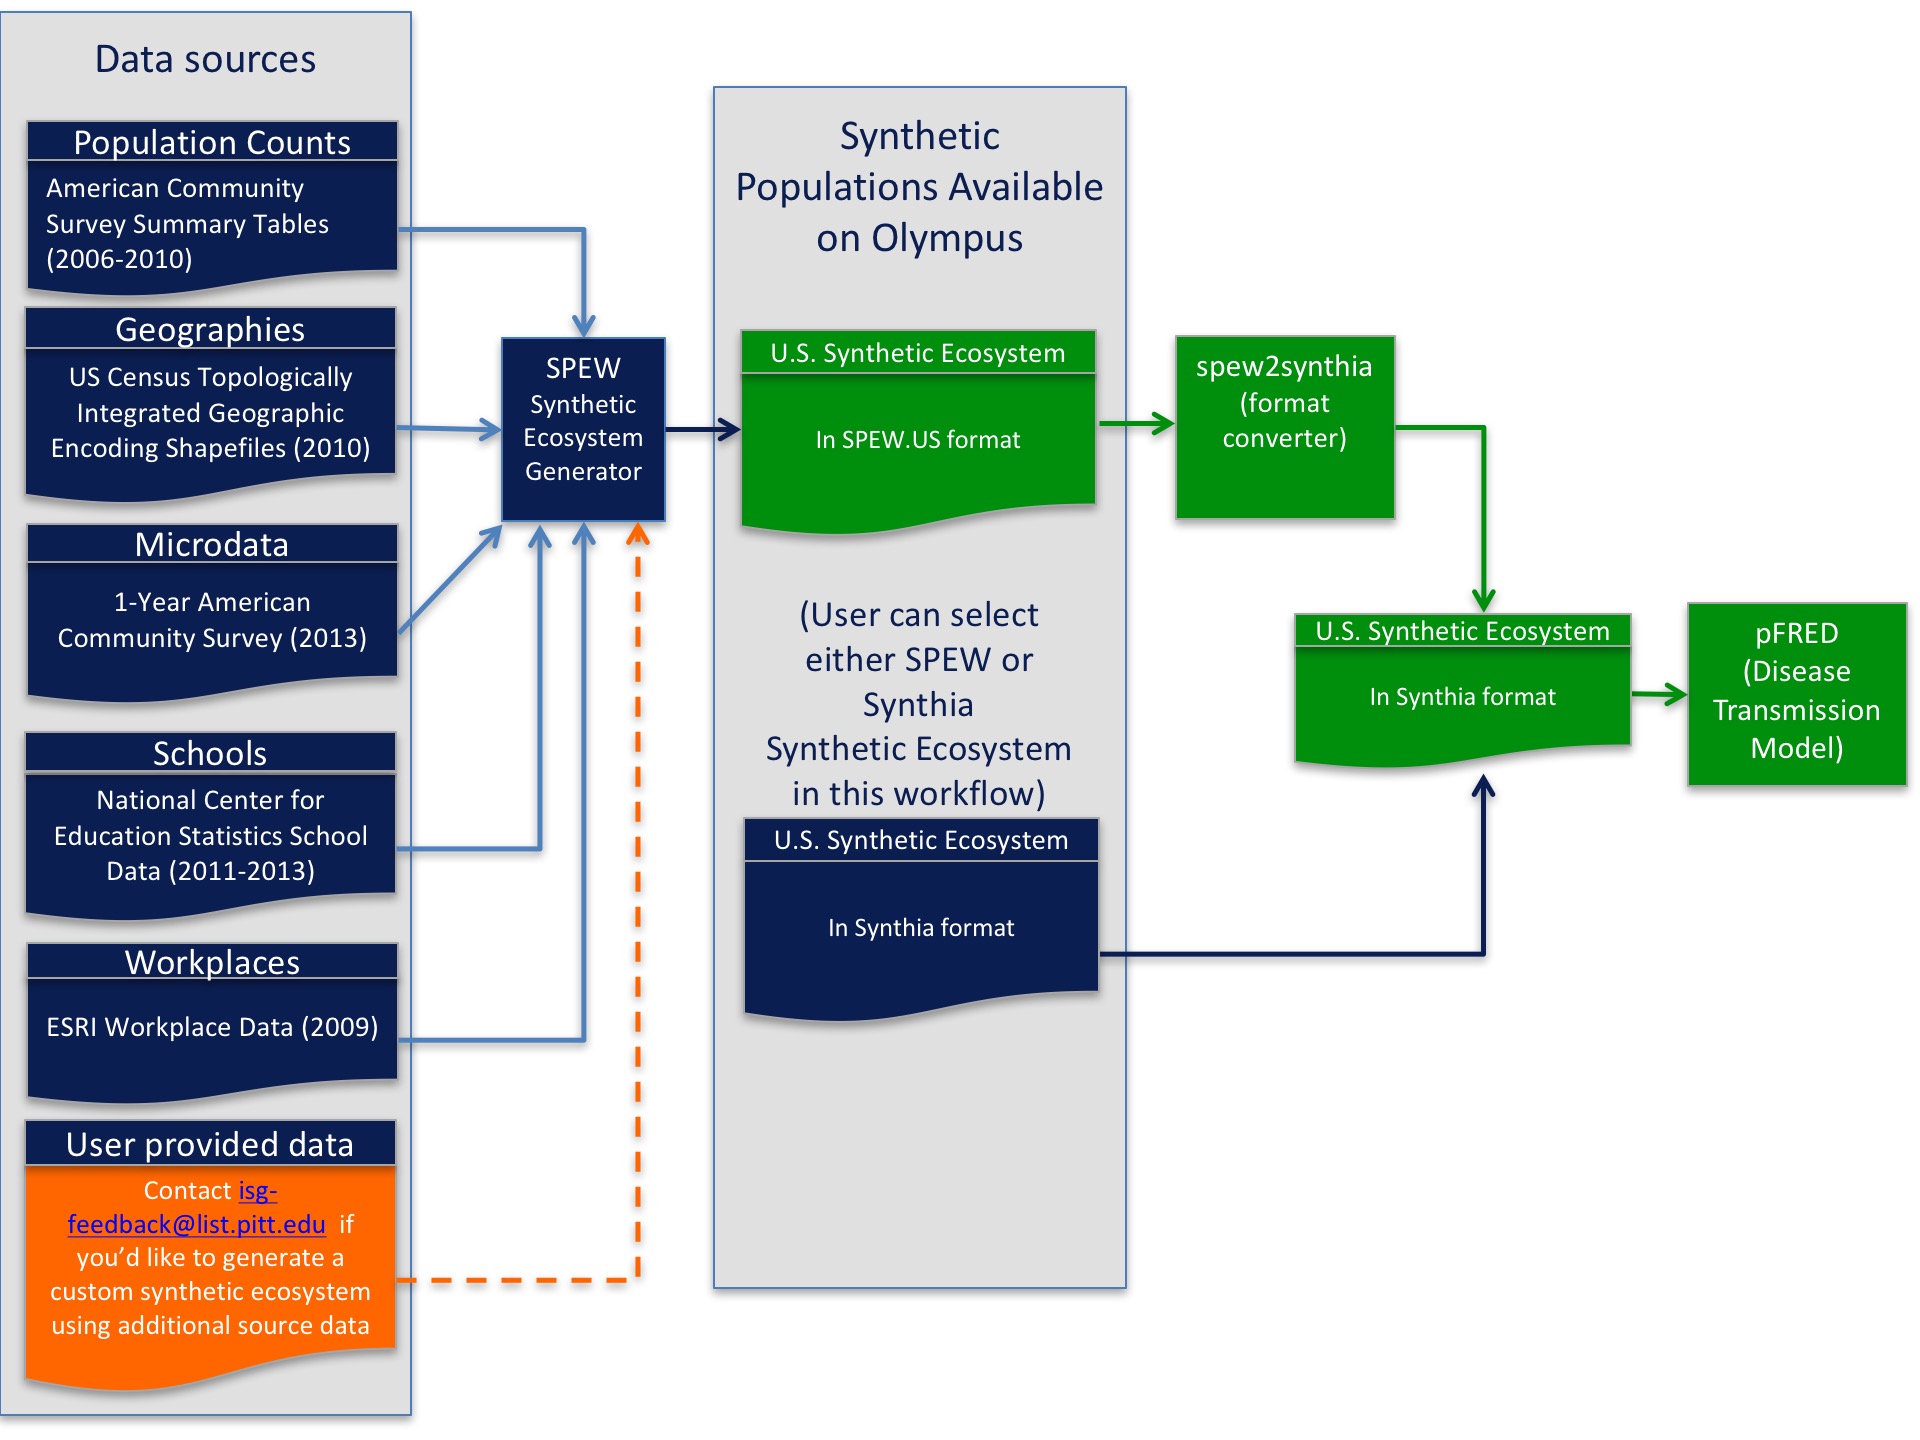 Data sources
Population Counts
American Community
Survey Summary Tables
(2006-2010)
Geographies
US Census Topologically
Integrated Geographic
Encoding Shapefiles (2010)
Microdata
1-Year American
Community Survey (2013)
Schools
National Center for
Education Statistics School
Data (2011-2013)
Workplaces
ESRI Workplace Data (2009)
User provided data
Contact isg-
feedback@list.pitt.edu if
you’d like to generate a
custom synthetic ecosystem
using additional source data
SPEW
Synthetic
Ecosystem
Generator
Synthetic
Populations Available
on Olympus
U.S. Synthetic Ecosystem
In SPEW.US format
(User can select
either SPEW or
Synthia
Synthetic Ecosystem
in this workflow)
U.S. Synthetic Ecosystem
In Synthia format
spew2synthia
(format
converter)
U.S. Synthetic Ecosystem
In Synthia format
pFRED
(Disease
Transmission
Model)